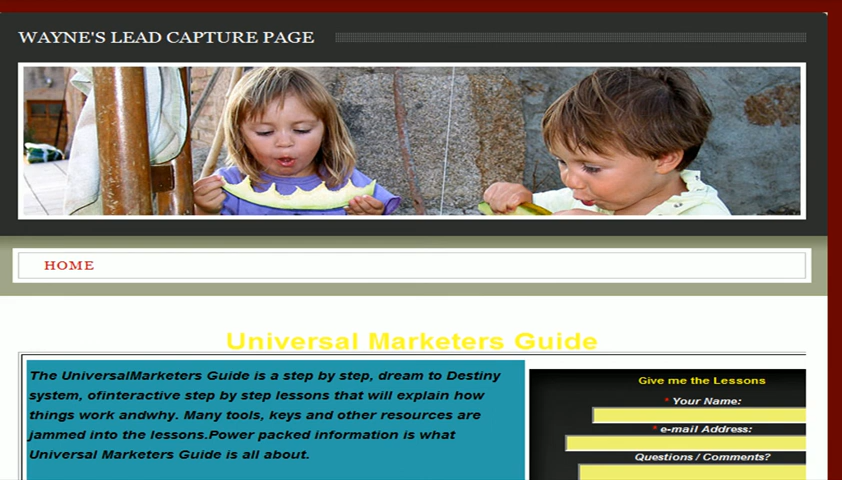 WAYNE'S LEAD CAPTURE PAGE
HOME
Universal Marketers Guide
The UniversalMarketers Guide is a step by step, dream to Destiny
system, ofinteractive step by step lessons that will explain how
things work andwhy. Many tools, keys and other resources are
jammed into the lessons.Power packed information is what
Universal Marketers Guide is all about.
Give me the Lessons
* Your Name:
* e-mail Address:
Questions / Comments?